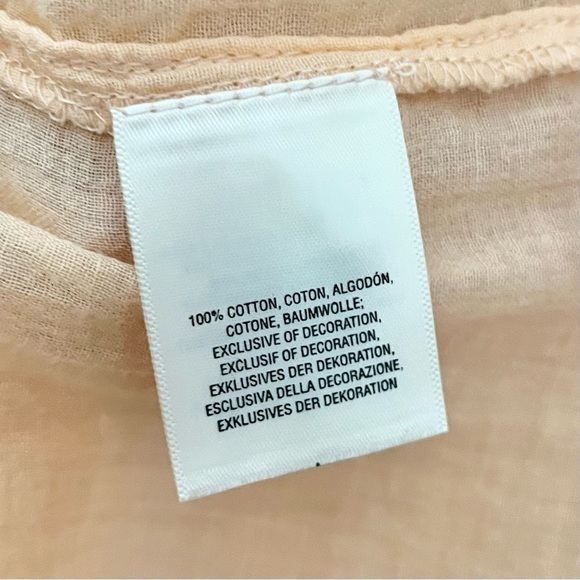 100% COTTON, COTON, ALGODÓN,
COTONE, BAUMWOLLE;
EXCLUSIVE OF DECORATION,
EXCLUSIF OF DECORATION,
EXKLUSIVES DER DEKORATION,
ESCLUSIVA DELLA DECORAZIONE,
EXKLUSIVES DER DEKORATION